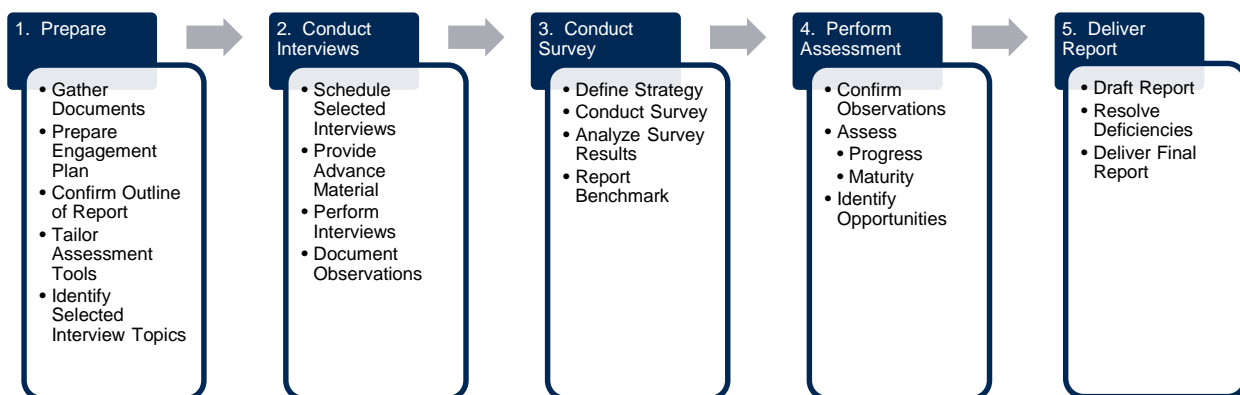 1. Prepare
• Gather
Documents
• Prepare
Engagement
Plan
• Confirm Outline
of Report
• Tailor
Assessment
Tools
• Identify
Selected
Interview Topics
2. Conduct
Interviews
• Schedule
Selected
Interviews
• Provide
Advance
Material
• Perform
Interviews
• Document
Observations
3. Conduct
Survey
• Define Strategy
• Conduct Survey
• Analyze Survey
Results
• Report
Benchmark
4. Perform
Assessment
• Confirm
Observations
• Assess
• Progress
• Maturity
• Identify
Opportunities
5. Deliver
Report
• Draft Report
• Resolve
Deficiencies
• Deliver Final
Report